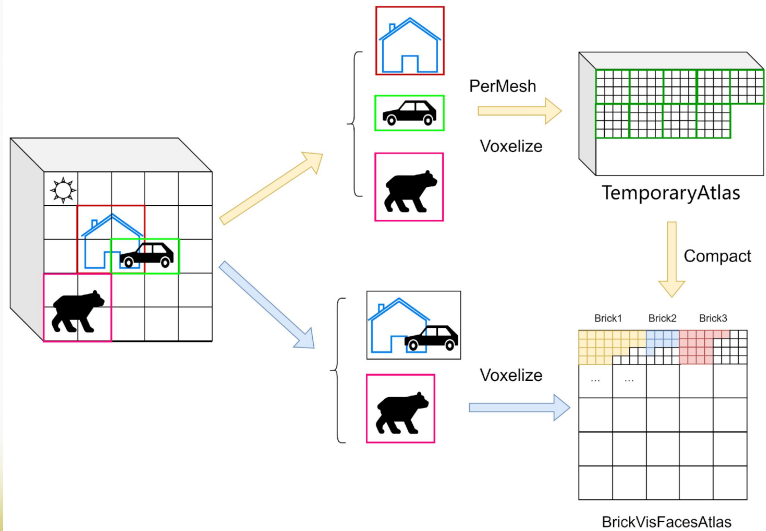 PerMesh
Voxelize
TemporaryAtlas
Compact
Brick1 Brick2 Brick3
... ...
Voxelize
BrickVisFacesAtlas